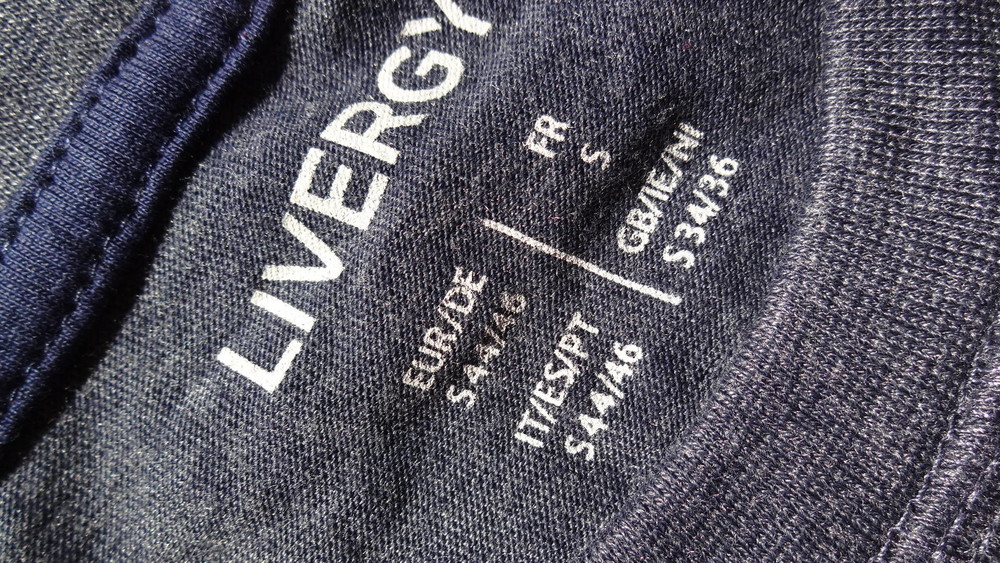 LIVERGY
EUR/DE
S 44/46
FR
S
IT/ES/PT
S 44/46
GB/IE/NI
S 34/36